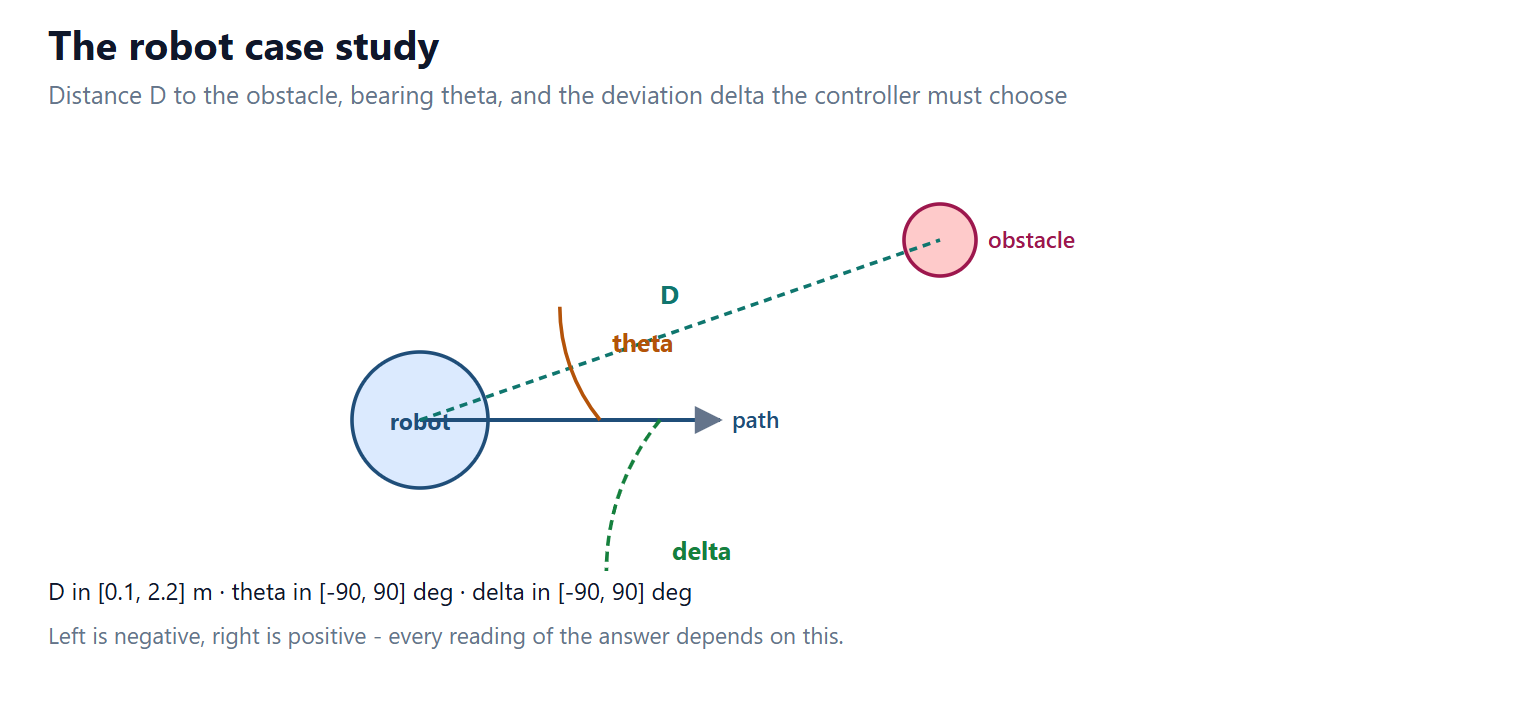 The robot case study
Distance D to the obstacle, bearing theta, and the deviation delta the controller must choose
obstacle
D
theta
robot
path
delta
D in [0.1, 2.2] m · theta in [-90, 90] deg · delta in [-90, 90] deg
Left is negative, right is positive - every reading of the answer depends on this.